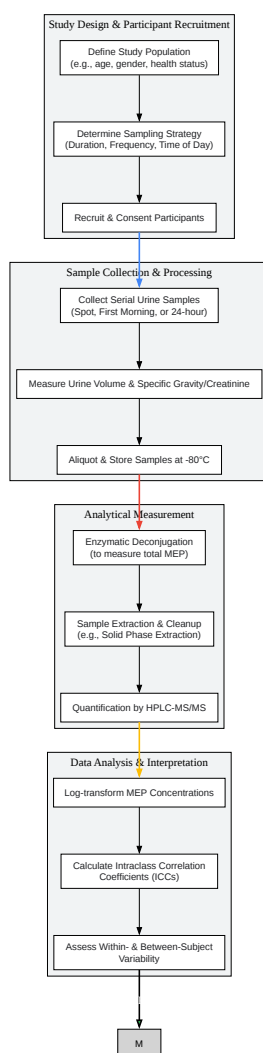 Study Design & Participant Recruitment
Define Study Population
(e.g., age, gender, health status)
Determine Sampling Strategy
(Duration, Frequency, Time of Day)
Recruit & Consent Participants
Sample Collection & Processing
Collect Serial Urine Samples
(Spot, First Morning, or 24-hour)
Measure Urine Volume & Specific Gravity/Creatinine
Aliquot & Store Samples at -80°C
Analytical Measurement
Enzymatic Deconjugation
(to measure total MEP)
Sample Extraction & Cleanup
(e.g., Solid Phase Extraction)
Quantification by HPLC-MS/MS
Data Analysis & Interpretation
Log-transform MEP Concentrations
Calculate Intraclass Correlation
Coefficients (ICCs)
Assess Within- & Between-Subject
Variability
M